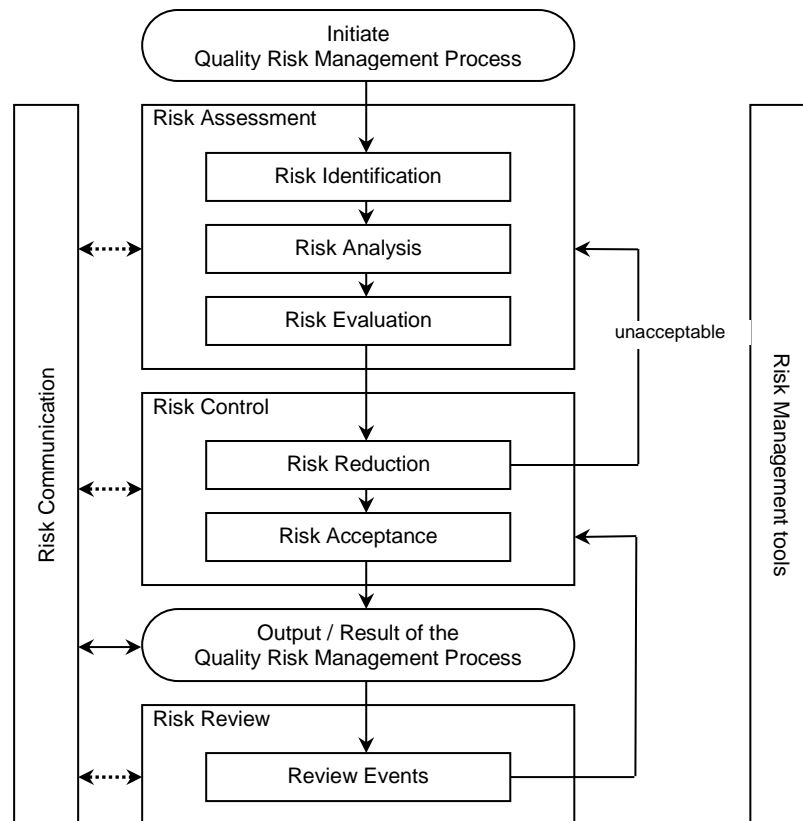 Initiate
Quality Risk Management Process
Risk Assessment
Risk Identification
Risk Analysis
Risk Evaluation
unacceptable
Risk Control
Risk Reduction
Risk Acceptance
Output / Result of the
Quality Risk Management Process
Risk Review
Review Events
Risk Communication
Risk Management tools